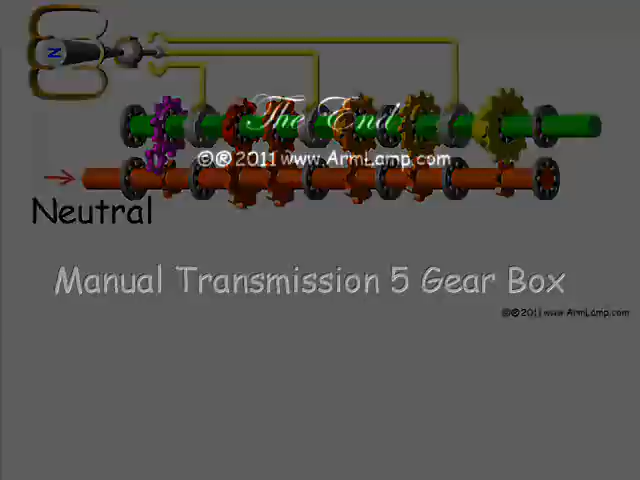 N
The End
©® 2011 www.ArmLamp.com
Neutral
Manual Transmission 5 Gear Box
©® 2011 www.ArmLamp.com